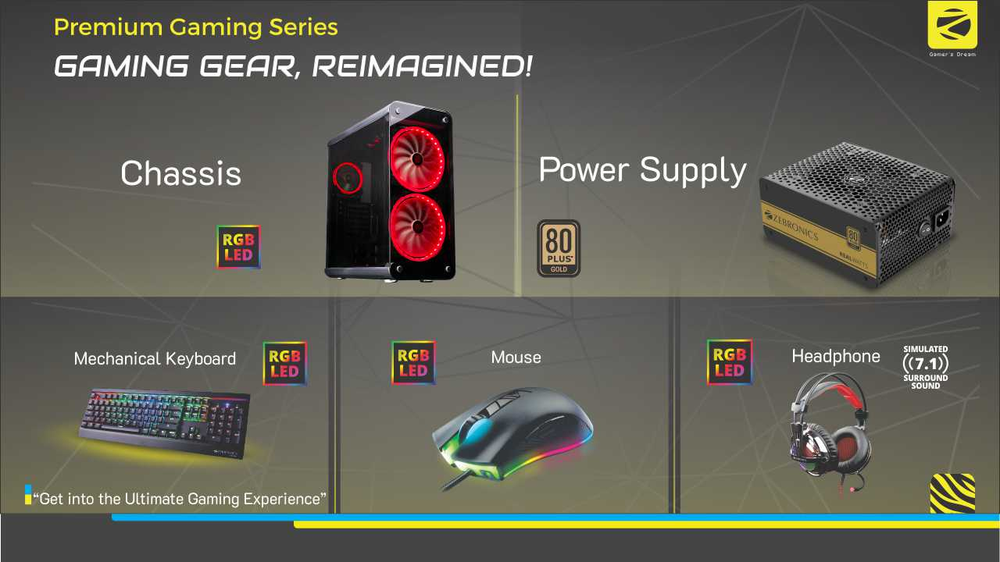 Premium Gaming Series
GAMING GEAR, REIMAGINED!
Gamer's Dream
Chassis
RGB
LED
Power Supply
80
PLUS
GOLD
ZEBRONICS
80
REALWATTS
Mechanical Keyboard
RGB
LED
RGB
LED
Mouse
RGB
LED
Headphone
SIMULATED
((7.1))
SURROUND
SOUND
“Get into the Ultimate Gaming Experience”